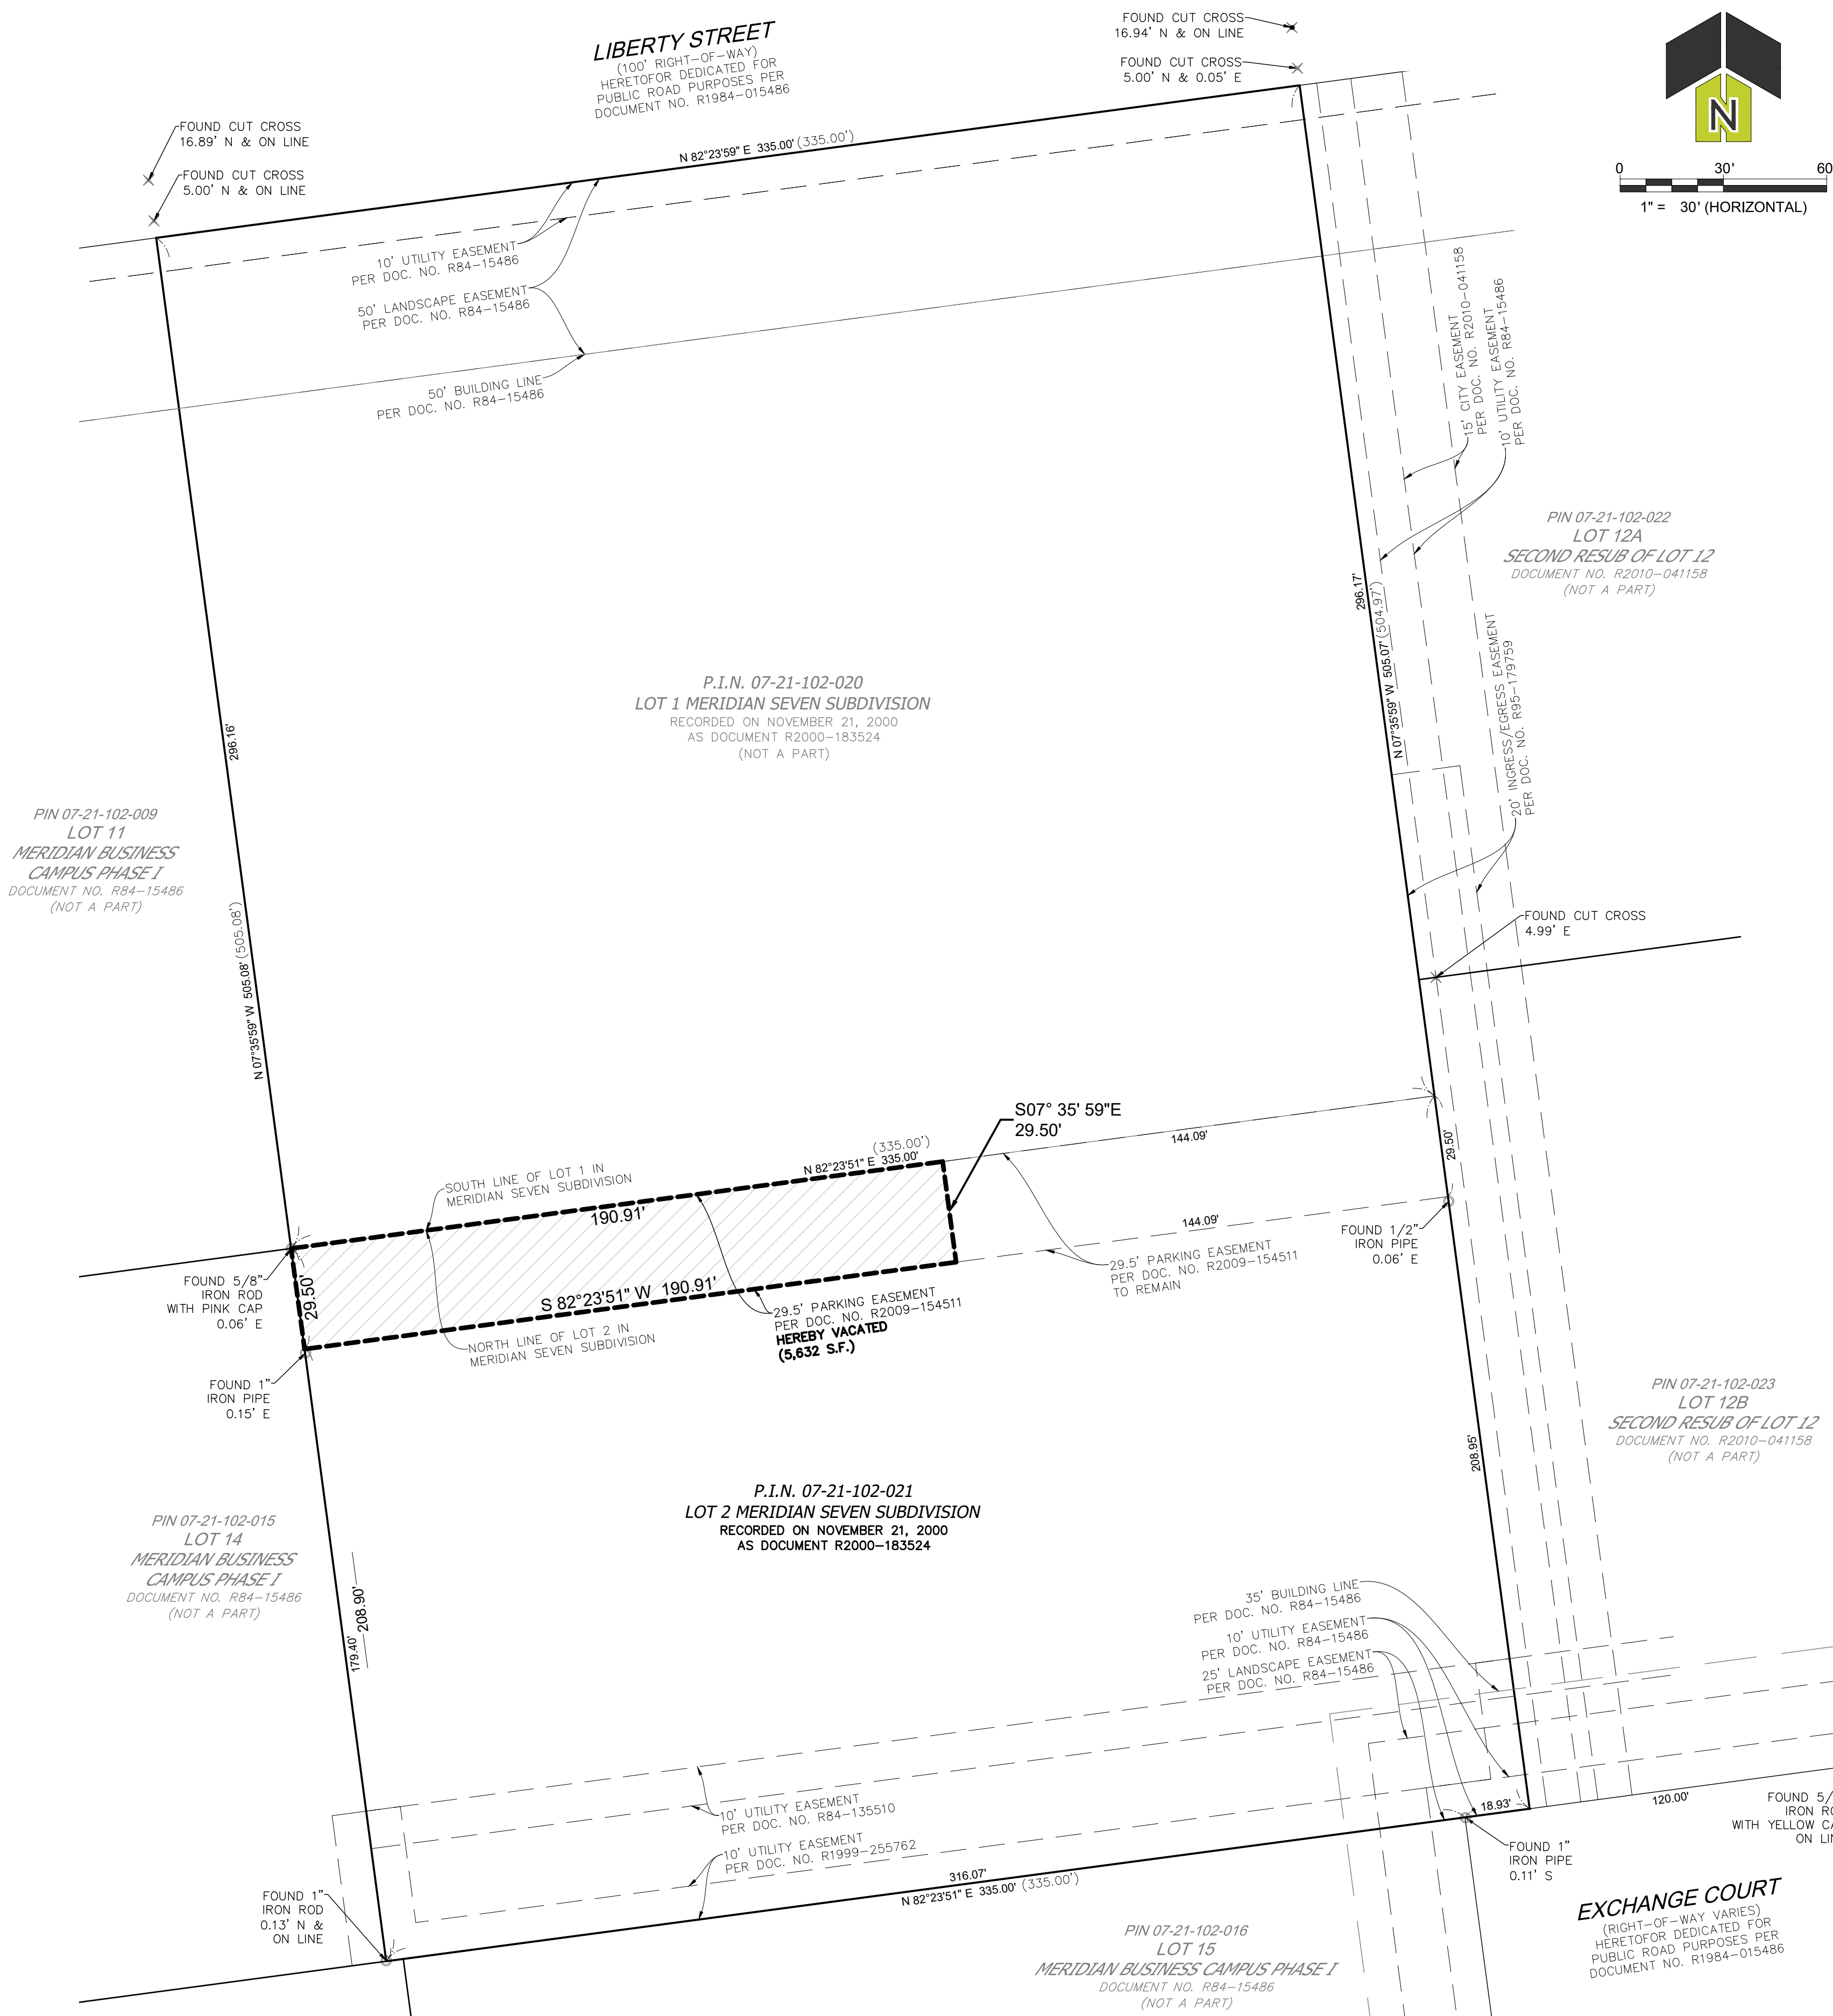 LIBERTY STREET
(100' RIGHT-OF-WAY)
HERETOFOR DEDICATED FOR
PUBLIC ROAD PURPOSES PER
DOCUMENT NO. R1984-015486
FOUND CUT CROSS
16.94' N & ON LINE
FOUND CUT CROSS
5.00' N & 0.05' E
N
0 30' 60
1" = 30' (HORIZONTAL)
FOUND CUT CROSS
16.89' N & ON LINE
FOUND CUT CROSS
5.00' N & ON LINE
N 82°23'59" E 335.00' (335.00')
10' UTILITY EASEMENT
PER DOC. NO. R84-15486
50' LANDSCAPE EASEMENT
PER DOC. NO. R84-15486
50' BUILDING LINE
PER DOC. NO. R84-15486
15' CITY EASEMENT
PER DOC. NO. R2010-041158
10' UTILITY EASEMENT
PER DOC. NO. R84-15486
PIN 07-21-102-022
LOT 12A
SECOND RESUB OF LOT 12
DOCUMENT NO. R2010-041158
(NOT A PART)
296.17'
N 07°35'59" W 505.07' (504.97')
20' INGRESS/EGRESS EASEMENT
PER DOC. NO. R95-179759
P.I.N. 07-21-102-020
LOT 1 MERIDIAN SEVEN SUBDIVISION
RECORDED ON NOVEMBER 21, 2000
AS DOCUMENT R2000-183524
(NOT A PART)
296.16'
PIN 07-21-102-009
LOT 11
MERIDIAN BUSINESS
CAMPUS PHASE I
DOCUMENT NO. R84-15486
(NOT A PART)
N 07°35'59" W 505.08' (505.08')
FOUND CUT CROSS
4.99' E
S07° 35' 59"E
29.50'
144.09'
29.50'
(335.00')
N 82°23'51" E 335.00'
SOUTH LINE OF LOT 1 IN
MERIDIAN SEVEN SUBDIVISION
190.91'
144.09'
FOUND 1/2"
IRON PIPE
0.06' E
29.5' PARKING EASEMENT
PER DOC. NO. R2009-154511
TO REMAIN
FOUND 5/8"
IRON ROD
WITH PINK CAP
0.06' E
29.50'
S 82°23'51" W 190.91'
29.5' PARKING EASEMENT
PER DOC. NO. R2009-154511
HEREBY VACATED
(5,632 S.F.)
NORTH LINE OF LOT 2 IN
MERIDIAN SEVEN SUBDIVISION
FOUND 1"
IRON PIPE
0.15' E
PIN 07-21-102-023
LOT 12B
SECOND RESUB OF LOT 12
DOCUMENT NO. R2010-041158
(NOT A PART)
208.95'
P.I.N. 07-21-102-021
LOT 2 MERIDIAN SEVEN SUBDIVISION
RECORDED ON NOVEMBER 21, 2000
AS DOCUMENT R2000-183524
PIN 07-21-102-015
LOT 14
MERIDIAN BUSINESS
CAMPUS PHASE I
DOCUMENT NO. R84-15486
(NOT A PART)
179.40'
208.90'
35' BUILDING LINE
PER DOC. NO. R84-15486
10' UTILITY EASEMENT
PER DOC. NO. R84-15486
25' LANDSCAPE EASEMENT
PER DOC. NO. R84-15486
10' UTILITY EASEMENT
PER DOC. NO. R84-135510
10' UTILITY EASEMENT
PER DOC. NO. R1999-255762
18.93'
120.00'
FOUND 5/
IRON RO
WITH YELLOW CA
ON LI
FOUND 1"
IRON PIPE
0.11' S
316.07'
N 82°23'51" E 335.00' (335.00')
FOUND 1"
IRON ROD
0.13' N &
ON LINE
EXCHANGE COURT
(RIGHT-OF-WAY VARIES)
HERETOFOR DEDICATED FOR
PUBLIC ROAD PURPOSES PER
DOCUMENT NO. R1984-015486
PIN 07-21-102-016
LOT 15
MERIDIAN BUSINESS CAMPUS PHASE I
DOCUMENT NO. R84-15486
(NOT A PART)